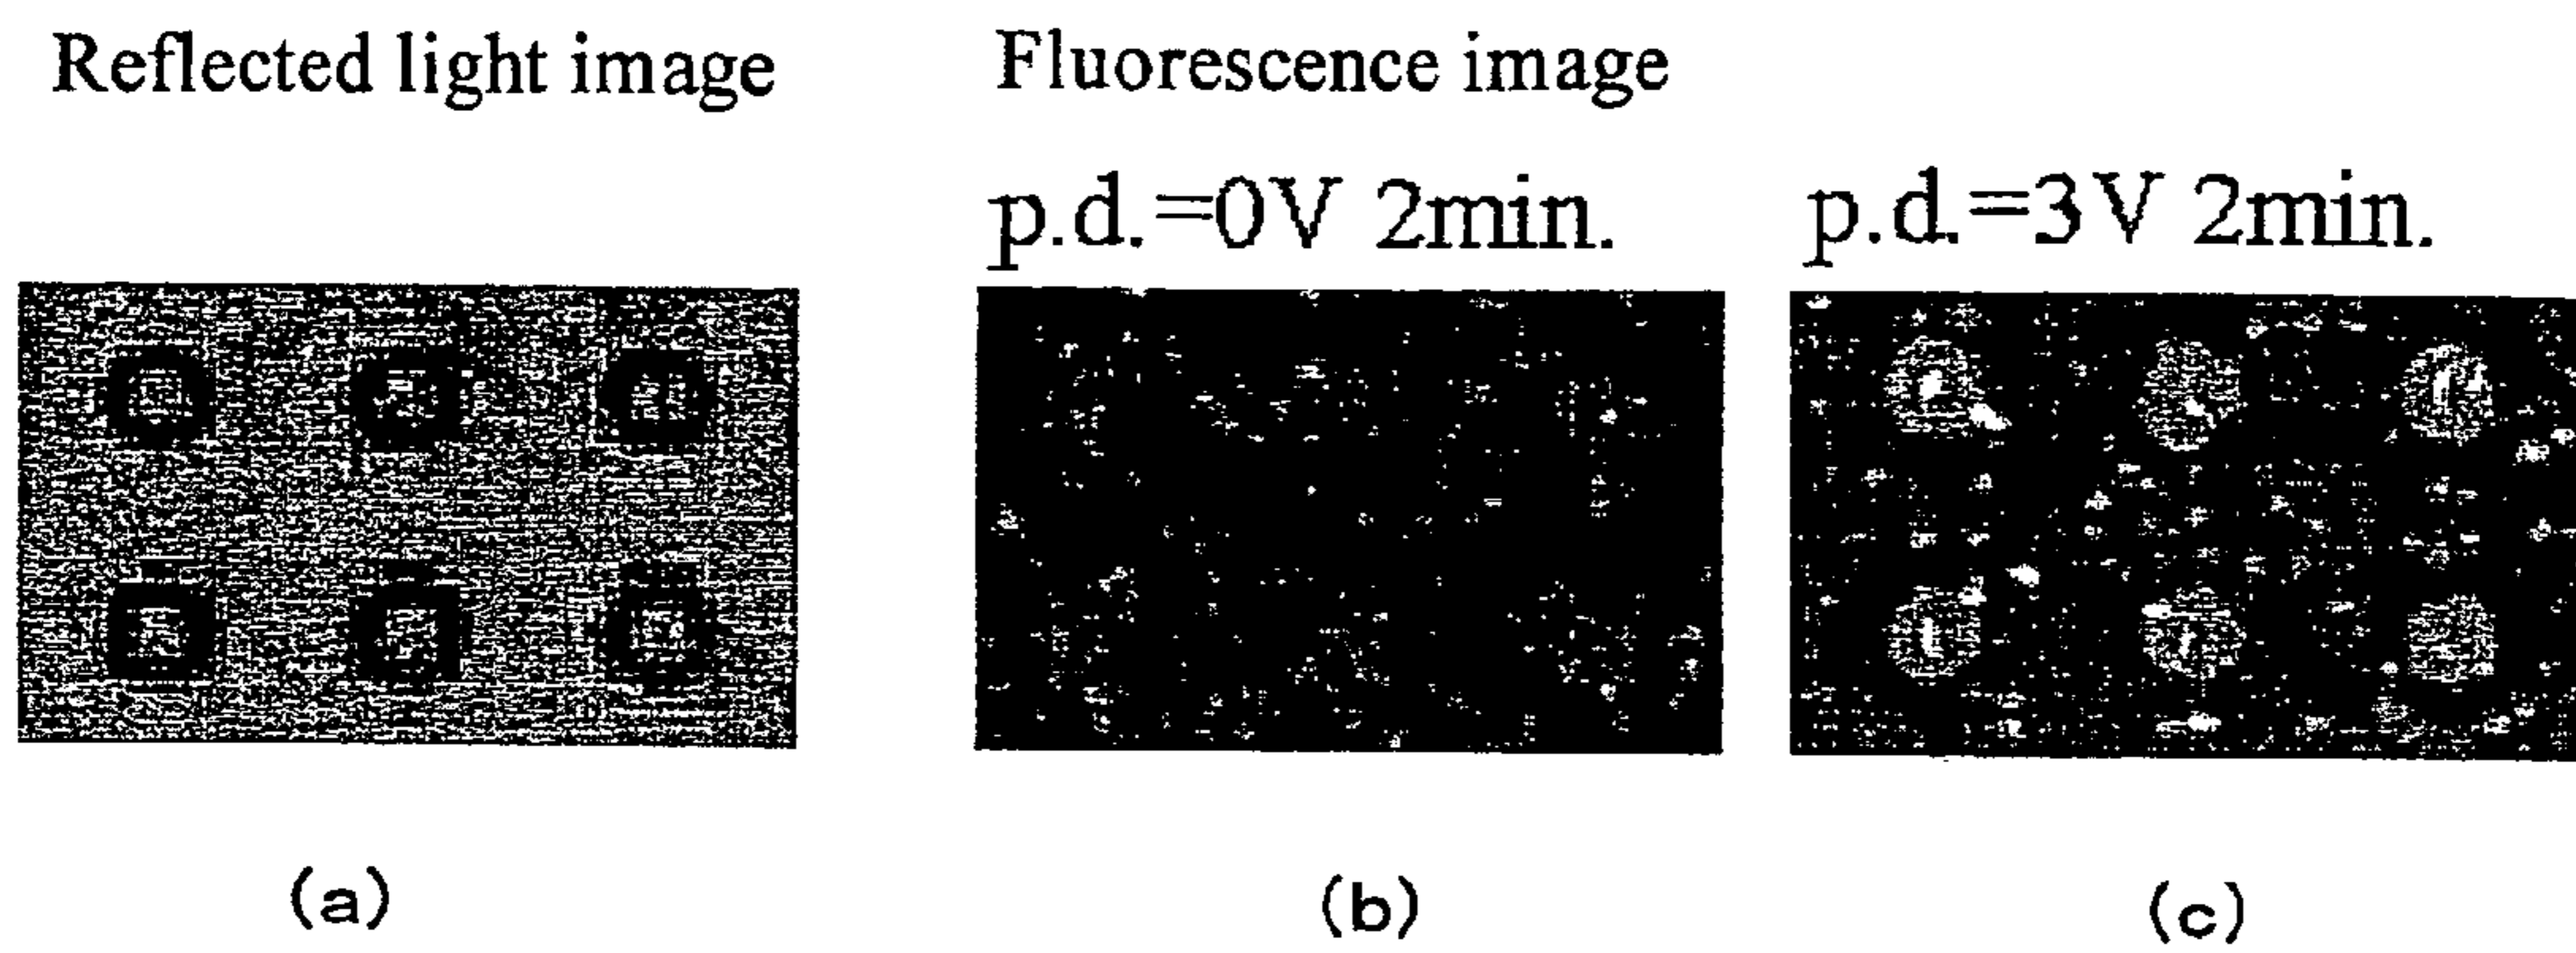 Reflected light image
Fluorescence image
p.d.=0V 2min.
p.d.=3V 2min.
(a)
(b)
(c)